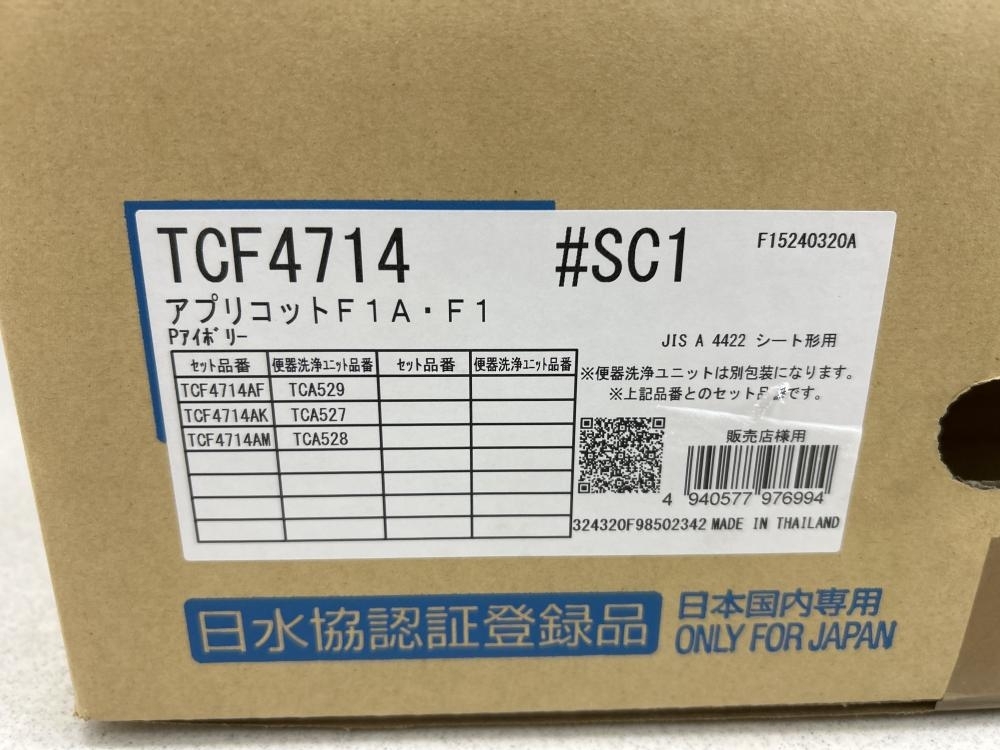 TCF4714 #SC1 F15240320A
アプリコットF1A・F1
Pｱｲﾎﾞﾘｰ
JIS A 4422 シート形用
ｾｯﾄ品番 便器洗浄ﾕﾆｯﾄ品番 ｾｯﾄ品番 便器洗浄ﾕﾆｯﾄ品番
TCF4714AF TCA529
TCF4714AK TCA527
TCF4714AM TCA528
※便器洗浄ユニットは別包装になります。
※上記品番とのセット品 です。
販売店様用
4 940577 976994
324320F98502342 MADE IN THAILAND
日水協認証登録品
日本国内専用
ONLY FOR JAPAN